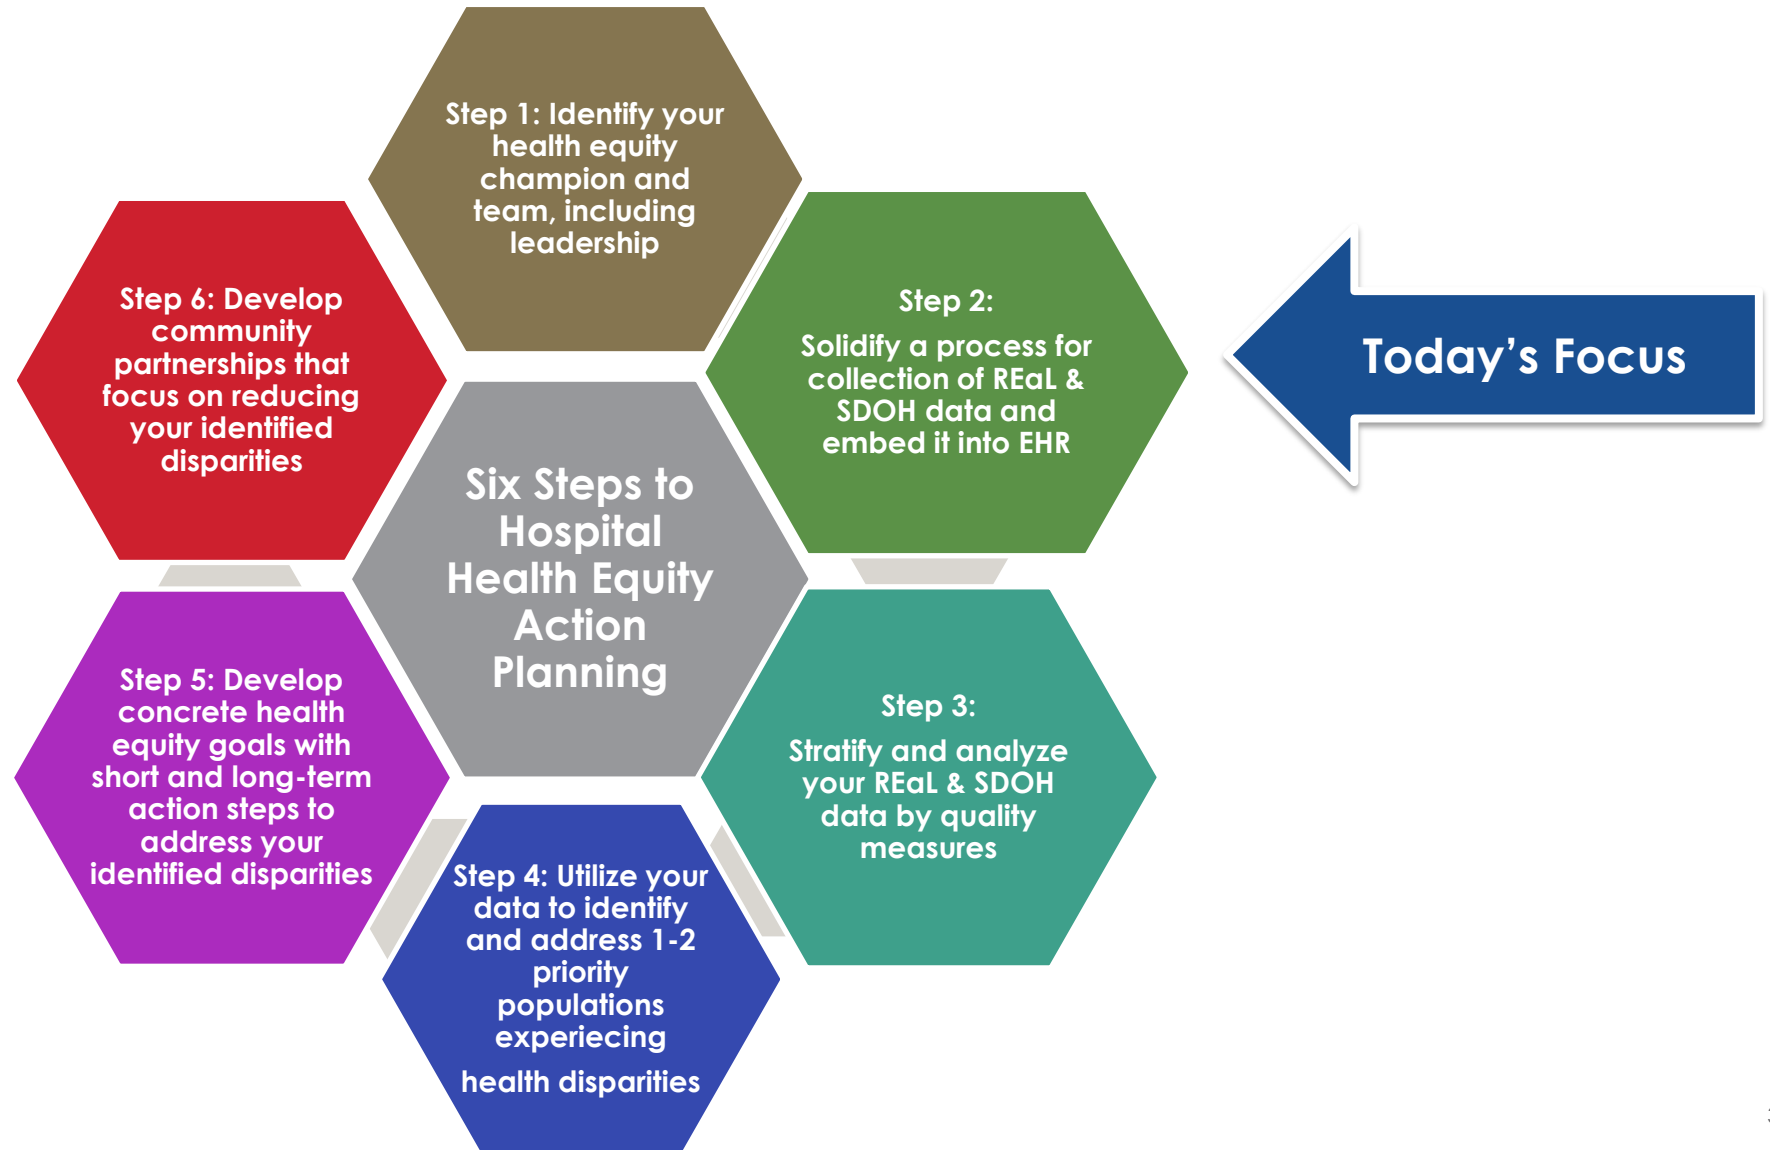 Step 1: Identify your
health equity
champion and
team, including
leadership
Step 2:
Solidify a process for
collection of REaL &
SDOH data and
embed it into EHR
Today's Focus
Step 3:
Stratify and analyze
your REaL & SDOH
data by quality
measures
Step 4: Utilize your
data to identify
and address 1-2
priority
populations
experiecing
health disparities
Step 5: Develop
concrete health
equity goals with
short and long-term
action steps to
address your
identified disparities
Step 6: Develop
community
partnerships that
focus on reducing
your identified
disparities
Six Steps to
Hospital
Health Equity
Action
Planning